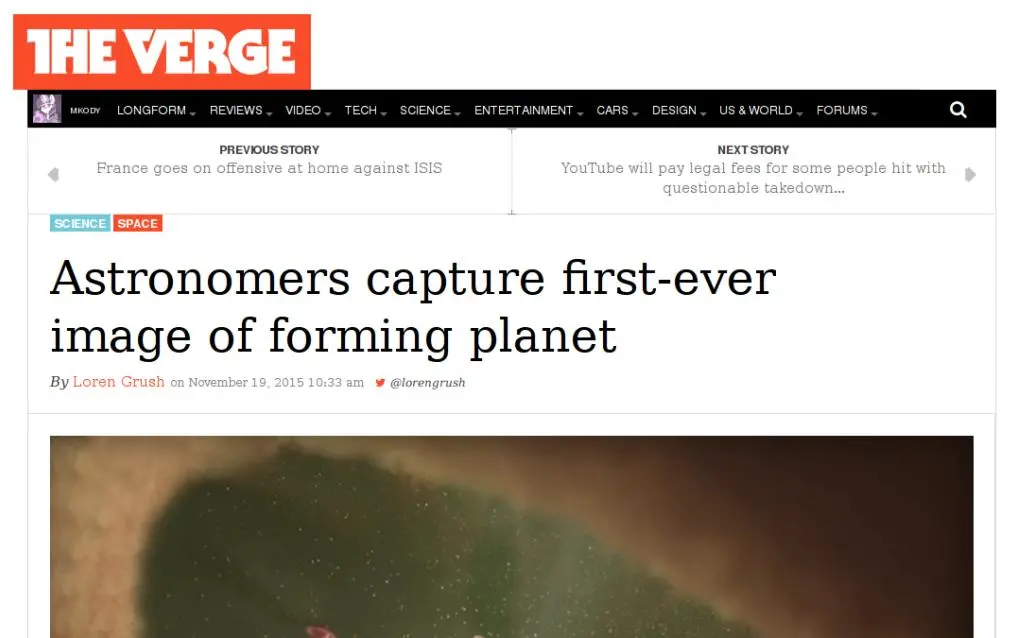 THE VERGE
MKODY LONGFORM REVIEWS VIDEO TECH SCIENCE ENTERTAINMENT CARS DESIGN US & WORLD FORUMS
PREVIOUS STORY
France goes on offensive at home against ISIS
NEXT STORY
YouTube will pay legal fees for some people hit with
questionable takedown...
SCIENCE SPACE
Astronomers capture first-ever
image of forming planet
By Loren Grush on November 19, 2015 10:33 am @lorengrush